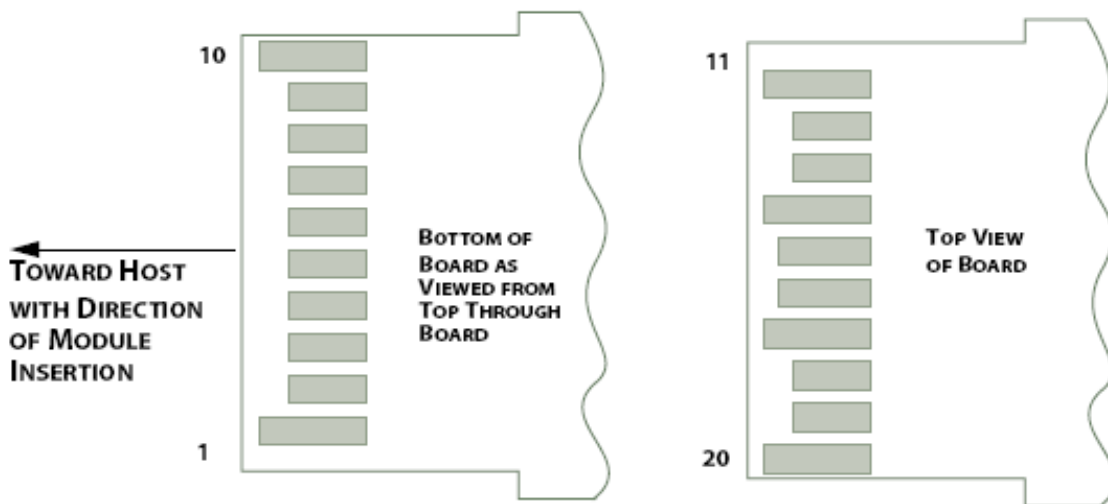 10
BOTTOM OF
BOARD AS
VIEWED FROM
TOP THROUGH
BOARD
TOWARD HOST
WITH DIRECTION
OF MODULE
INSERTION
1
11
TOP VIEW
OF BOARD
20